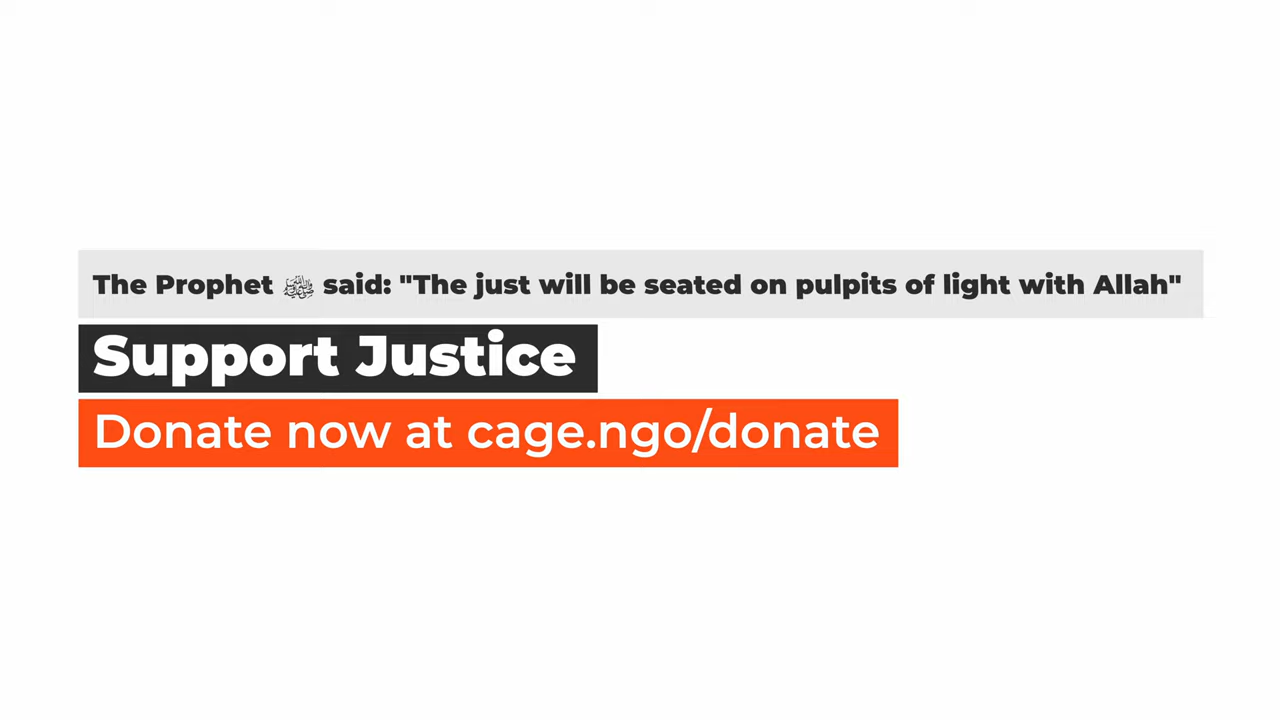 The Prophet ﷺ said: "The just will be seated on pulpits of light with Allah"
Support Justice
Donate now at cage.ngo/donate